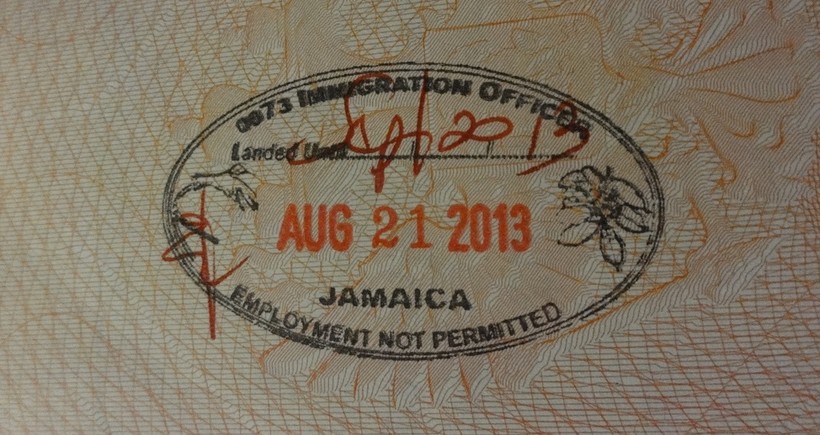 0073 IMMIGRATION OFFICER
Landed Until
AUG 21 2013
JAMAICA
EMPLOYMENT NOT PERMITTED